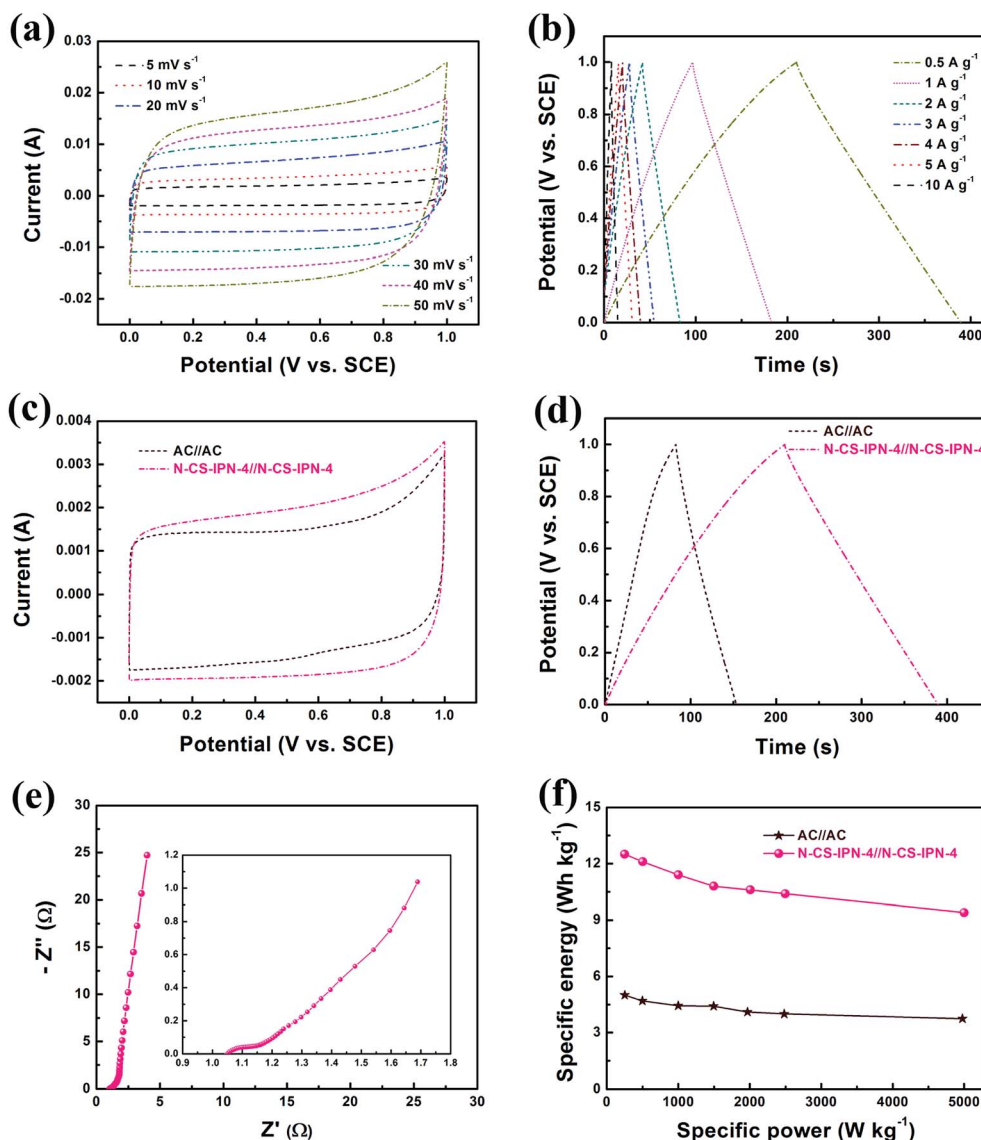 (a)
0.03
0.02
0.01
0.00
-0.01
-0.02
Current (A)
5 mV s⁻¹
10 mV s⁻¹
20 mV s⁻¹
30 mV s⁻¹
40 mV s⁻¹
50 mV s⁻¹
0.0 0.2 0.4 0.6 0.8 1.0
Potential (V vs. SCE)
(b)
1.0
0.8
0.6
0.4
0.2
0.0
Potential (V vs. SCE)
0.5 A g⁻¹
1 A g⁻¹
2 A g⁻¹
3 A g⁻¹
4 A g⁻¹
5 A g⁻¹
10 A g⁻¹
0 100 200 300 400
Time (s)
(c)
0.004
0.003
0.002
0.001
0.000
-0.001
-0.002
Current (A)
AC//AC
N-CS-IPN-4//N-CS-IPN-4
0.0 0.2 0.4 0.6 0.8 1.0
Potential (V vs. SCE)
(d)
1.0
0.8
0.6
0.4
0.2
0.0
Potential (V vs. SCE)
AC//AC
N-CS-IPN-4//N-CS-IPN-4
0 100 200 300 400
Time (s)
(e)
30
25
20
15
10
5
0
- Z'' (Ω)
1.2
1.0
0.8
0.6
0.4
0.2
0.0
0.9 1.0 1.1 1.2 1.3 1.4 1.5 1.6 1.7 1.8
0 5 10 15 20 25 30
Z' (Ω)
(f)
15
12
9
6
3
0
Specific energy (Wh kg⁻¹)
AC//AC
N-CS-IPN-4//N-CS-IPN-4
0 1000 2000 3000 4000 5000
Specific power (W kg⁻¹)